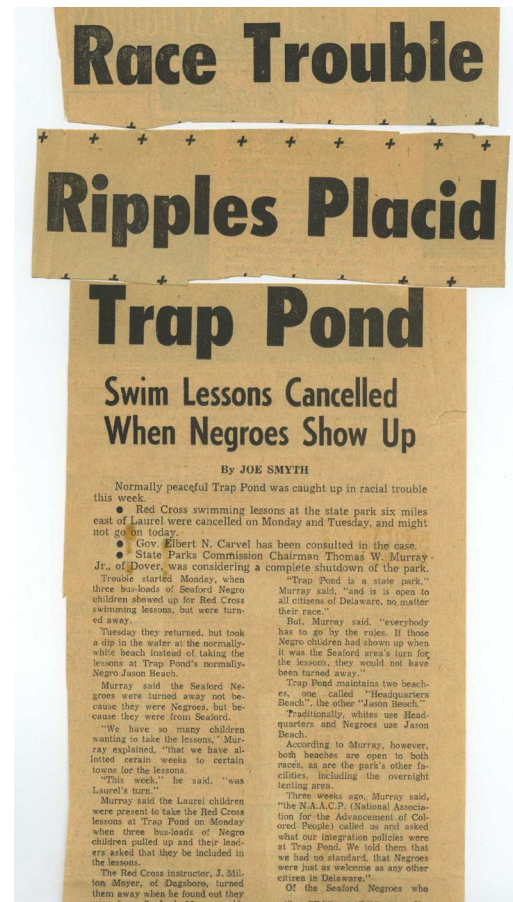 Race Trouble
Ripples Placid
Trap Pond
Swim Lessons Cancelled
When Negroes Show Up
By JOE SMYTH
Normally peaceful Trap Pond was caught up in racial trouble
this week.
● Red Cross swimming lessons at the state park six miles
east of Laurel were cancelled on Monday and Tuesday, and might
not go on today.
● Gov. Elbert N. Carvel has been consulted in the case.
● State Parks Commission Chairman Thomas W. Murray
Jr., of Dover, was considering a complete shutdown of the park.
Trouble started Monday, when
three bus-loads of Seaford Negro
children showed up for Red Cross
swimming lessons, but were turn-
ed away.
Tuesday they returned, but took
a dip in the water at the normally-
white beach instead of taking the
lessons at Trap Pond's normally-
Negro Jason Beach.
Murray said the Seaford Ne-
groes were turned away not be-
cause they were Negroes, but be-
cause they were from Seaford.
"We have so many children
wanting to take the lessons," Mur-
ray explained, "that we have al-
lotted cerain weeks to certain
towns for the lessons.
"This week," he said, "was
Laurel's turn."
Murray said the Laurel children
were present to take the Red Cross
lessons at Trap Pond on Monday
when three bus-loads of Negro
children pulled up and their lead-
ers asked that they be included in
the lessons.
The Red Cross instructor, J. Mil-
ton Moyer, of Dagsboro, turned
them away when he found out they
"Trap Pond is a state park,"
Murray said, "and is is open to
all citizens of Delaware, no matter
their race."
But, Murray said, "everybody
has to go by the rules. If those
Negro children had shown up when
it was the Seaford area's turn for
the lessons, they would not have
been turned away."
Trap Pond maintains two beach-
es, one called "Headquarters
Beach", the other "Jason Beach."
Traditionally, whites use Head-
quarters and Negroes use Jason
Beach.
According to Murray, however,
both beaches are open to both
races, as are the park's other fa-
cilities, including the overnight
tenting area.
Three weeks ago, Murray said,
"the N.A.A.C.P. (National Associa-
tion for the Advancement of Col-
ored People) called us and asked
what our integration policies were
at Trap Pond. We told them that
we had no standard, that Negroes
were just as welcome as any other
citizen in Delaware."
Of the Seaford Negroes who